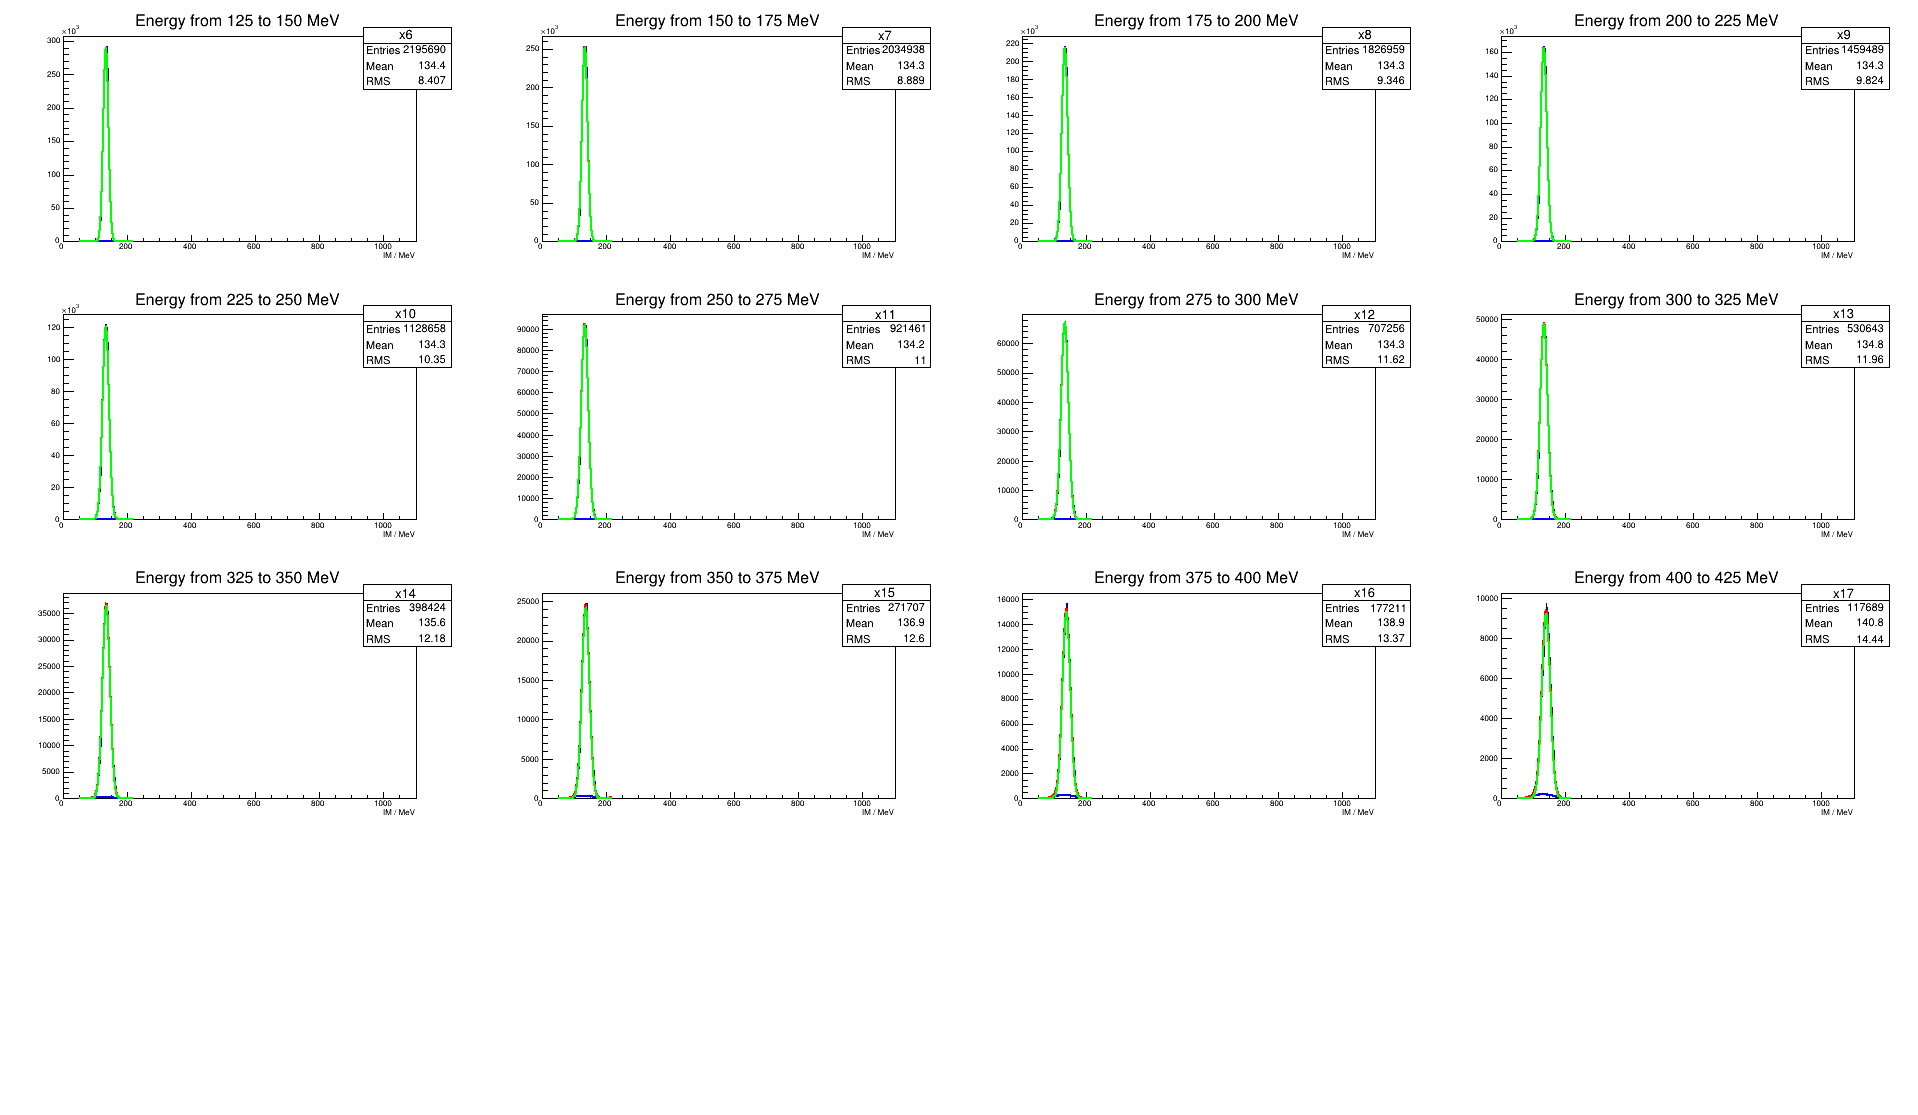 Energy from 125 to 150 MeV
×10³
x6
Entries 2195690
Mean 134.4
RMS 8.407
300
250
200
150
100
50
0
0 200 400 600 800 1000
IM / MeV
Energy from 150 to 175 MeV
×10³
x7
Entries 2034938
Mean 134.3
RMS 8.889
250
200
150
100
50
0
0 200 400 600 800 1000
IM / MeV
Energy from 175 to 200 MeV
×10³
x8
Entries 1826959
Mean 134.3
RMS 9.346
220
200
180
160
140
120
100
80
60
40
20
0
0 200 400 600 800 1000
IM / MeV
Energy from 200 to 225 MeV
×10³
x9
Entries 1459489
Mean 134.3
RMS 9.824
160
140
120
100
80
60
40
20
0
0 200 400 600 800 1000
IM / MeV
Energy from 225 to 250 MeV
×10³
x10
Entries 1128658
Mean 134.3
RMS 10.35
120
100
80
60
40
20
0
0 200 400 600 800 1000
IM / MeV
Energy from 250 to 275 MeV
x11
Entries 921461
Mean 134.2
RMS 11
90000
80000
70000
60000
50000
40000
30000
20000
10000
0
0 200 400 600 800 1000
IM / MeV
Energy from 275 to 300 MeV
x12
Entries 707256
Mean 134.3
RMS 11.62
60000
50000
40000
30000
20000
10000
0
0 200 400 600 800 1000
IM / MeV
Energy from 300 to 325 MeV
x13
Entries 530643
Mean 134.8
RMS 11.96
50000
40000
30000
20000
10000
0
0 200 400 600 800 1000
IM / MeV
Energy from 325 to 350 MeV
x14
Entries 398424
Mean 135.6
RMS 12.18
35000
30000
25000
20000
15000
10000
5000
0
0 200 400 600 800 1000
IM / MeV
Energy from 350 to 375 MeV
x15
Entries 271707
Mean 136.9
RMS 12.6
25000
20000
15000
10000
5000
0
0 200 400 600 800 1000
IM / MeV
Energy from 375 to 400 MeV
x16
Entries 177211
Mean 138.9
RMS 13.37
16000
14000
12000
10000
8000
6000
4000
2000
0
0 200 400 600 800 1000
IM / MeV
Energy from 400 to 425 MeV
x17
Entries 117689
Mean 140.8
RMS 14.44
10000
8000
6000
4000
2000
0
0 200 400 600 800 1000
IM / MeV